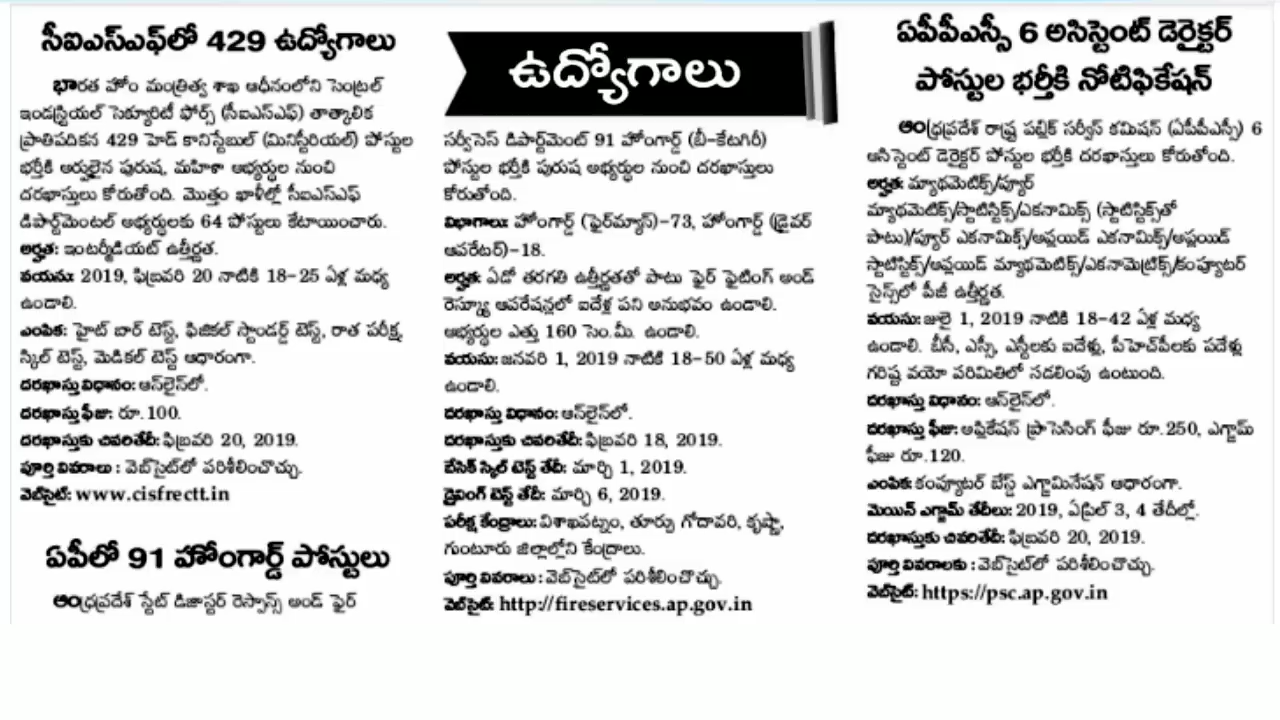 సీఐఎస్ఎఫ్‌లో 429 ఉద్యోగాలు
భారత హోం మంత్రిత్వ శాఖ ఆధీనంలోని సెంట్రల్
ఇండస్ట్రియల్ సెక్యూరిటీ ఫోర్స్ (సీఐఎస్ఎఫ్) తాత్కాలిక
ప్రాతిపదికన 429 హెడ్ కానిస్టేబుల్ (మినిస్టీరియల్) పోస్టుల
భర్తీకి అర్హులైన పురుష, మహిళా అభ్యర్థుల నుంచి
దరఖాస్తులు కోరుతోంది. మొత్తం ఖాళీల్లో సీఐఎస్ఎఫ్
డిపార్ట్‌మెంటల్ అభ్యర్థులకు 64 పోస్టులు కేటాయించారు.
అర్హత: ఇంటర్మీడియట్ ఉత్తీర్ణత.
వయసు: 2019, ఫిబ్రవరి 20 నాటికి 18-25 ఏళ్ల మధ్య
ఉండాలి.
ఎంపిక: హైట్ బార్ టెస్ట్, ఫిజికల్ స్టాండర్డ్ టెస్ట్, రాత పరీక్ష,
స్కిల్ టెస్ట్, మెడికల్ టెస్ట్ ఆధారంగా.
దరఖాస్తు విధానం: ఆన్‌లైన్‌లో.
దరఖాస్తు ఫీజు: రూ.100.
దరఖాస్తుకు చివరితేదీ: ఫిబ్రవరి 20, 2019.
పూర్తి వివరాలు : వెబ్‌సైట్‌లో పరిశీలించొచ్చు.
వెబ్‌సైట్: www.cisfrectt.in
ఏపీలో 91 హోంగార్డ్ పోస్టులు
ఆంధ్రప్రదేశ్ స్టేట్ డిజాస్టర్ రెస్పాన్స్ అండ్ ఫైర్
ఉద్యోగాలు
సర్వీసెస్ డిపార్ట్‌మెంట్ 91 హోంగార్డ్ (బీ-కేటగిరీ)
పోస్టుల భర్తీకి పురుష అభ్యర్థుల నుంచి దరఖాస్తులు
కోరుతోంది.
విభాగాలు: హోంగార్డ్ (ఫైర్‌మ్యాన్)-73, హోంగార్డ్ (డ్రైవర్
ఆపరేటర్)-18.
అర్హత: ఏడో తరగతి ఉత్తీర్ణతతో పాటు ఫైర్ ఫైటింగ్ అండ్
రెస్క్యూ ఆపరేషన్లలో ఐదేళ్ల పని అనుభవం ఉండాలి.
అభ్యర్థుల ఎత్తు 160 సెం.మీ. ఉండాలి.
వయసు: జనవరి 1, 2019 నాటికి 18-50 ఏళ్ల మధ్య
ఉండాలి.
దరఖాస్తు విధానం: ఆన్‌లైన్‌లో.
దరఖాస్తుకు చివరితేదీ: ఫిబ్రవరి 18, 2019.
బేసిక్ స్కిల్ టెస్ట్ తేదీ: మార్చి 1, 2019.
డ్రైవింగ్ టెస్ట్ తేదీ: మార్చి 6, 2019.
పరీక్ష కేంద్రాలు: విశాఖపట్నం, తూర్పు గోదావరి, కృష్ణా,
గుంటూరు జిల్లాల్లోని కేంద్రాలు.
పూర్తి వివరాలు : వెబ్‌సైట్‌లో పరిశీలించొచ్చు.
వెబ్‌సైట్: http://fireservices.ap.gov.in
ఏపీపీఎస్సీ 6 అసిస్టెంట్ డెరైక్టర్
పోస్టుల భర్తీకి నోటిఫికేషన్
ఆంధ్రప్రదేశ్ రాష్ట్ర పబ్లిక్ సర్వీస్ కమిషన్ (ఏపీపీఎస్సీ) 6
అసిస్టెంట్ డెరైక్టర్ పోస్టుల భర్తీకి దరఖాస్తులు కోరుతోంది.
అర్హత: మ్యాథమెటిక్స్/ప్యూర్
మ్యాథమెటిక్స్/స్టాటిస్టిక్స్/ఏకనామిక్స్ (స్టాటిస్టిక్స్‌తో
పాటు)/ప్యూర్ ఎకనామిక్స్/అప్లయిడ్ ఎకనామిక్స్/అప్లయిడ్
స్టాటిస్టిక్స్/అప్లయిడ్ మ్యాథమెటిక్స్/ఎకనామెట్రిక్స్/కంప్యూటర్
సైన్స్‌లో పీజీ ఉత్తీర్ణత.
వయసు: జులై 1, 2019 నాటికి 18-42 ఏళ్ల మధ్య
ఉండాలి. బీసీ, ఎస్సీ, ఎస్టీలకు ఐదేళ్లు, పీహెచ్‌పీలకు పదేళ్లు
గరిష్ట వయో పరిమితిలో సడలింపు ఉంటుంది.
దరఖాస్తు విధానం: ఆన్‌లైన్‌లో.
దరఖాస్తు ఫీజు: అప్లికేషన్ ప్రాసెసింగ్ ఫీజు రూ.250, ఎగ్జామ్
ఫీజు రూ.120.
ఎంపిక: కంప్యూటర్ బేస్డ్ ఎగ్జామినేషన్ ఆధారంగా.
మెయిన్ ఎగ్జామ్ తేదీలు: 2019, ఏప్రిల్ 3, 4 తేదీల్లో.
దరఖాస్తుకు చివరితేదీ: ఫిబ్రవరి 20, 2019.
పూర్తి వివరాలకు : వెబ్‌సైట్‌లో పరిశీలించొచ్చు.
వెబ్‌సైట్: https://psc.ap.gov.in